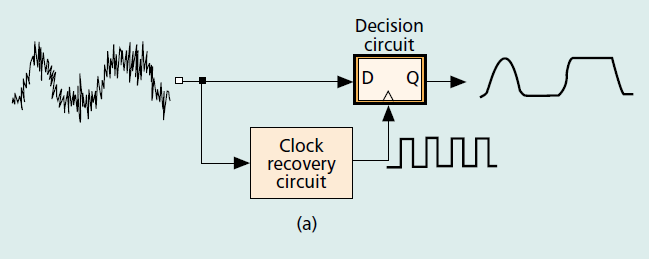 Decision
circuit
D Q
Clock
recovery
circuit
(a)